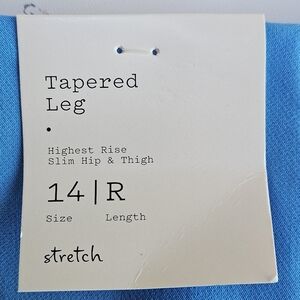 Tapered
Leg
•
Highest Rise
Slim Hip & Thigh
14|R
Size Length
stretch